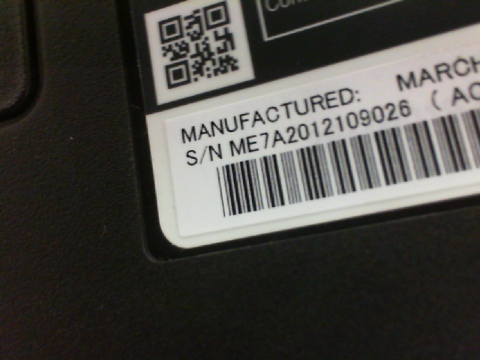 MANUFACTURED: MARCH
S/N ME7A2012109026 ( AC